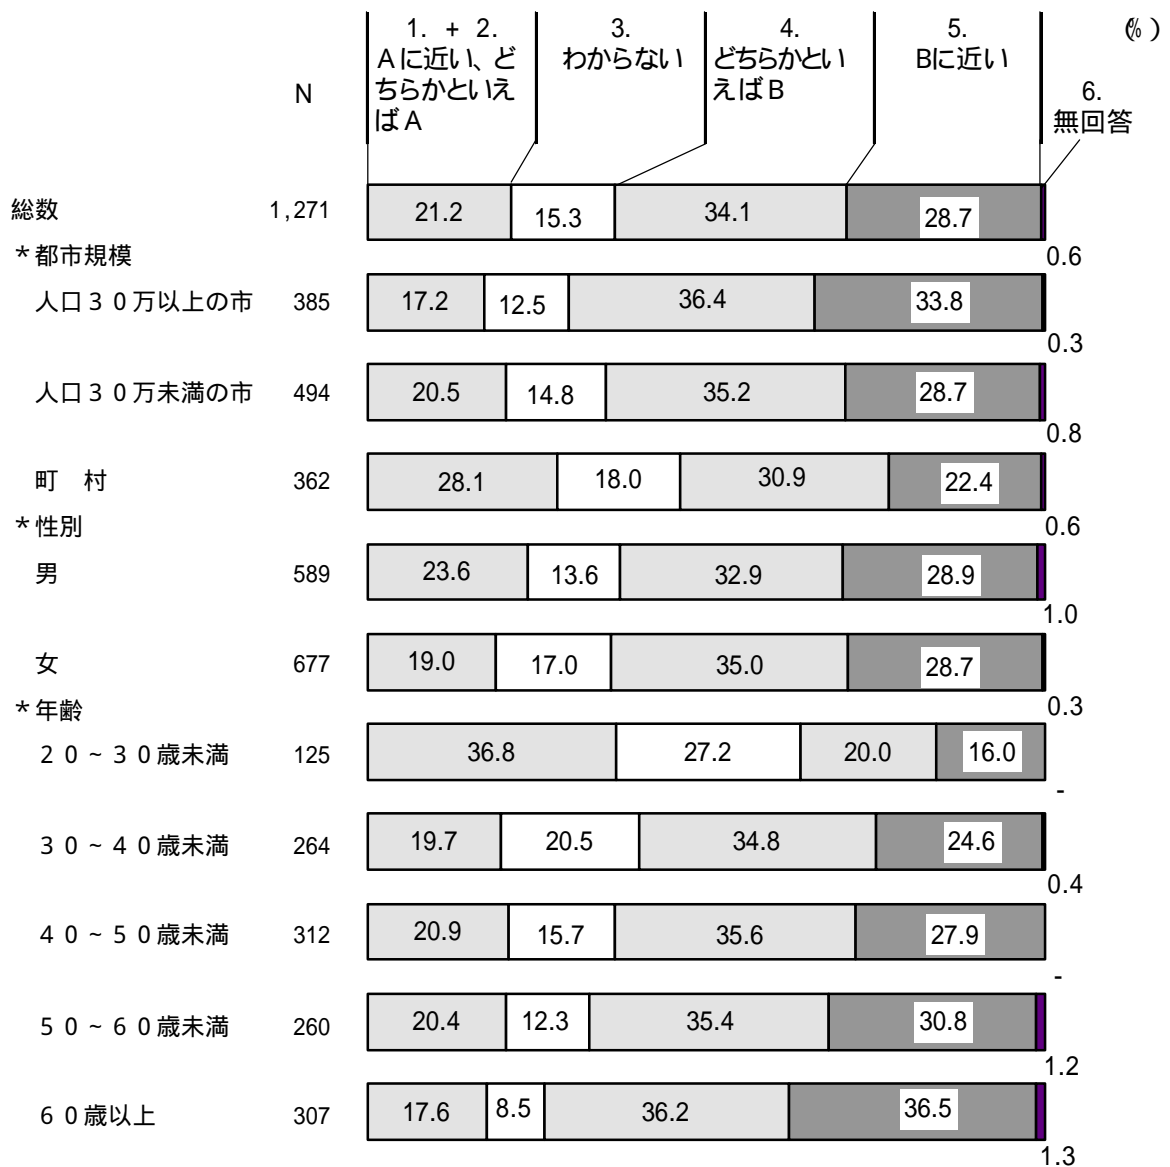 (%)
1. + 2.
Aに近い、ど
ちらかといえ
ばA
3.
わからない
4.
どちらかとい
えばB
5.
Bに近い
6.
無回答
N
総数 1,271 21.2 15.3 34.1 28.7 0.6
*都市規模
人口30万以上の市 385 17.2 12.5 36.4 33.8 0.3
人口30万未満の市 494 20.5 14.8 35.2 28.7 0.8
町 村 362 28.1 18.0 30.9 22.4 0.6
*性別
男 589 23.6 13.6 32.9 28.9 1.0
女 677 19.0 17.0 35.0 28.7 0.3
*年齢
20~30歳未満 125 36.8 27.2 20.0 16.0 -
30~40歳未満 264 19.7 20.5 34.8 24.6 0.4
40~50歳未満 312 20.9 15.7 35.6 27.9 -
50~60歳未満 260 20.4 12.3 35.4 30.8 1.2
60歳以上 307 17.6 8.5 36.2 36.5 1.3